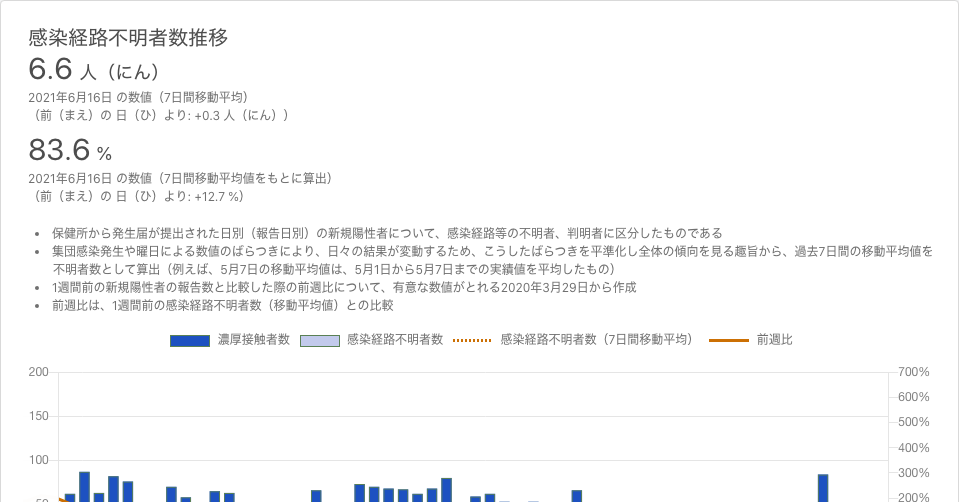 感染経路不明者数推移
6.6 人（にん）
2021年6月16日 の数値（7日間移動平均）
（前（まえ）の 日（ひ）より: +0.3 人（にん））
83.6 %
2021年6月16日 の数値（7日間移動平均値をもとに算出）
（前（まえ）の 日（ひ）より: +12.7 %）
• 保健所から発生届が提出された日別（報告日別）の新規陽性者について、感染経路等の不明者、判明者に区分したものである
• 集団感染発生や曜日による数値のばらつきにより、日々の結果が変動するため、こうしたばらつきを平準化し全体の傾向を見る趣旨から、過去7日間の移動平均値を
不明者数として算出（例えば、5月7日の移動平均値は、5月1日から5月7日までの実績値を平均したもの）
• 1週間前の新規陽性者の報告数と比較した際の前週比について、有意な数値がとれる2020年3月29日から作成
• 前週比は、1週間前の感染経路不明者数（移動平均値）との比較
濃厚接触者数 感染経路不明者数 感染経路不明者数（7日間移動平均） 前週比
200 700%
600%
150 500%
400%
100 300%
50 200%